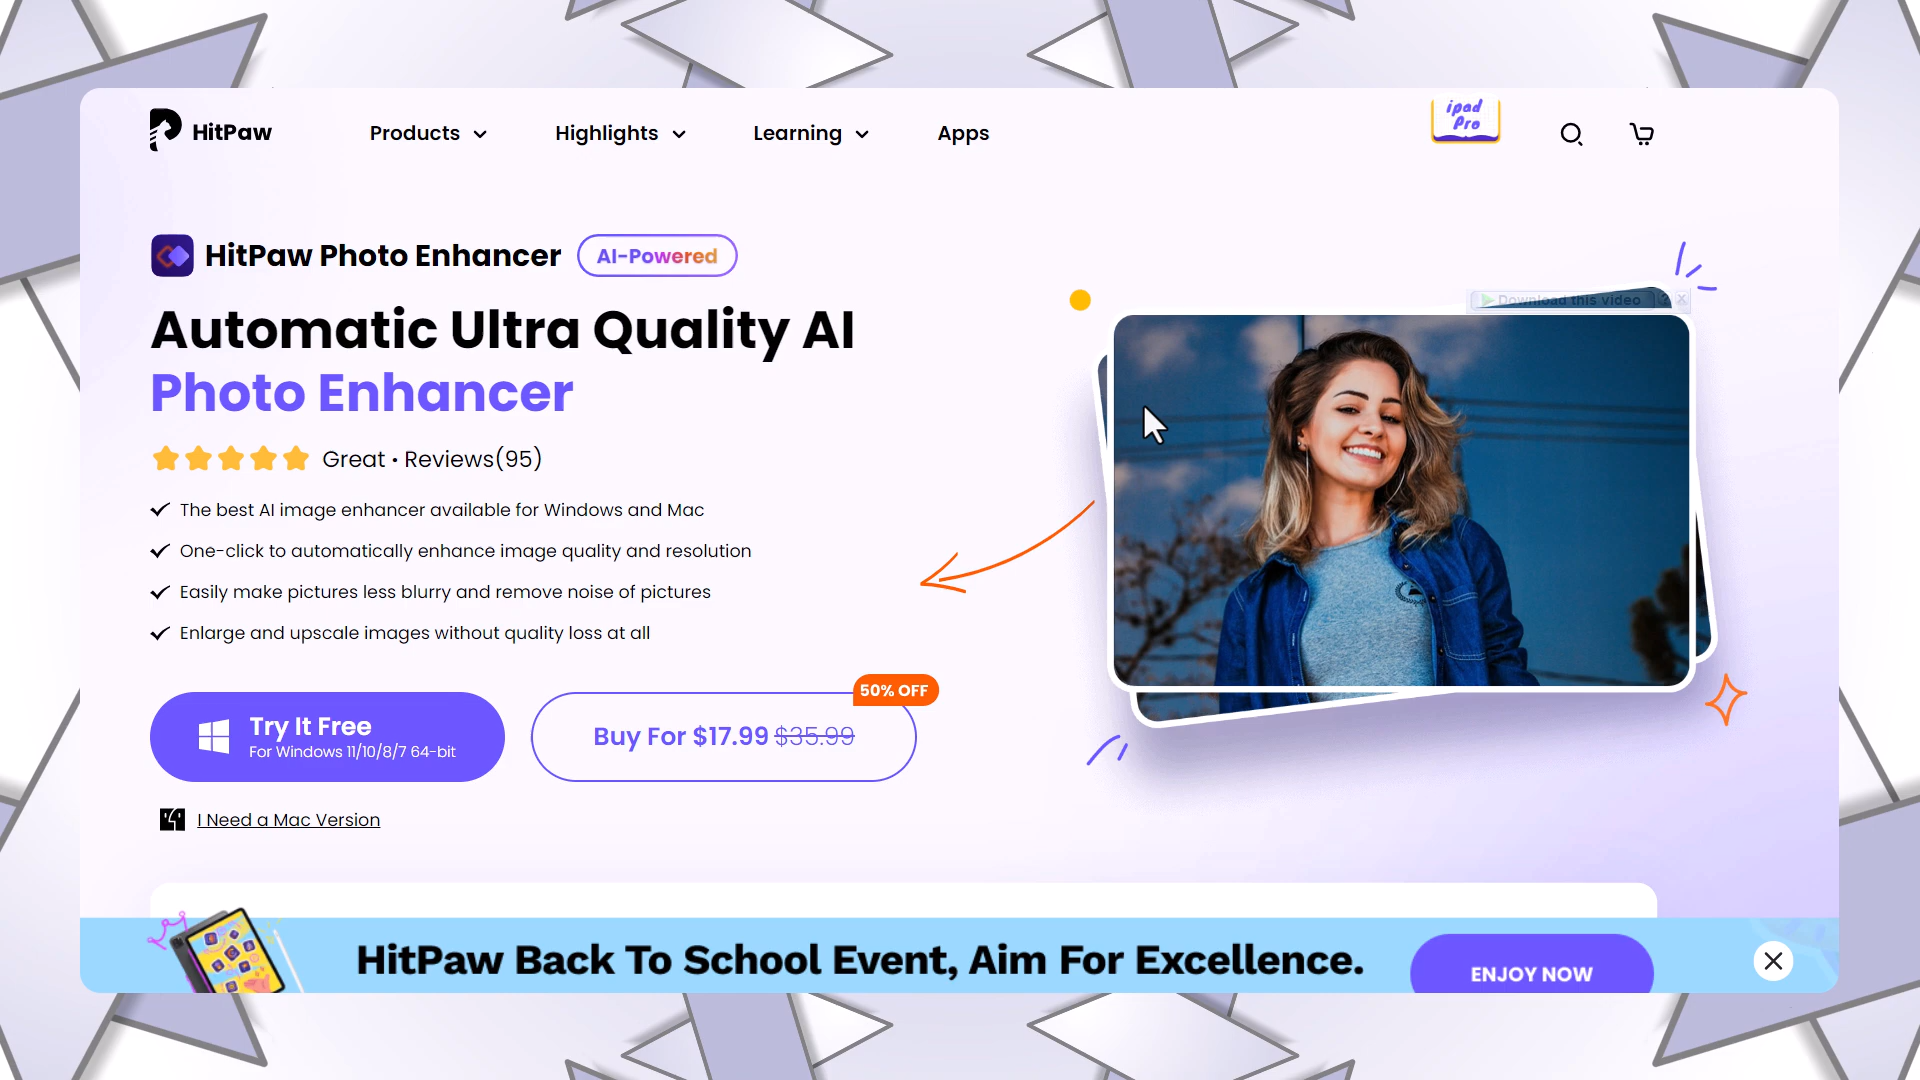 HitPaw
Products
Highlights
Learning
Apps
ipad
Pro
HitPaw Photo Enhancer
AI-Powered
Automatic Ultra Quality AI
Photo Enhancer
Download this video ? X
Great • Reviews(95)
The best AI image enhancer available for Windows and Mac
One-click to automatically enhance image quality and resolution
Easily make pictures less blurry and remove noise of pictures
Enlarge and upscale images without quality loss at all
Try It Free
For Windows 11/10/8/7 64-bit
50% OFF
Buy For $17.99 $35.99
I Need a Mac Version
HitPaw Back To School Event, Aim For Excellence.
ENJOY NOW